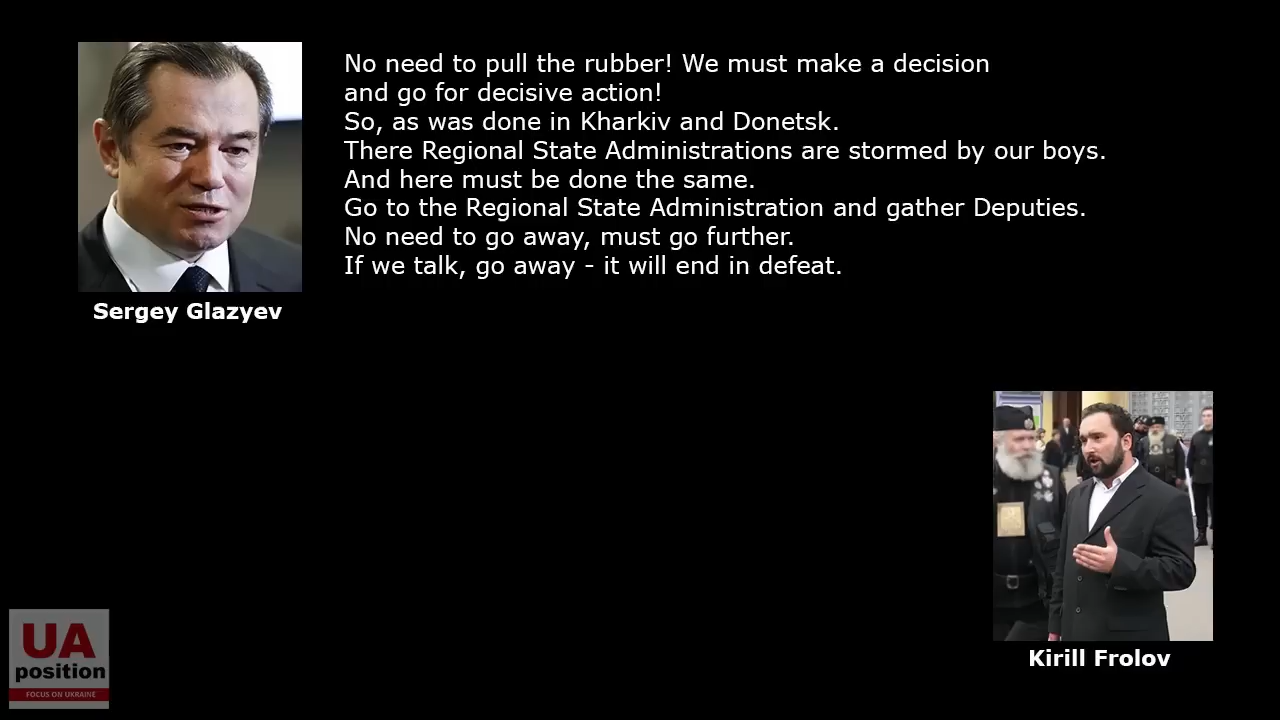 No need to pull the rubber! We must make a decision
and go for decisive action!
So, as was done in Kharkiv and Donetsk.
There Regional State Administrations are stormed by our boys.
And here must be done the same.
Go to the Regional State Administration and gather Deputies.
No need to go away, must go further.
If we talk, go away - it will end in defeat.
Sergey Glazyev
Kirill Frolov
UA
position
FOCUS ON UKRAINE